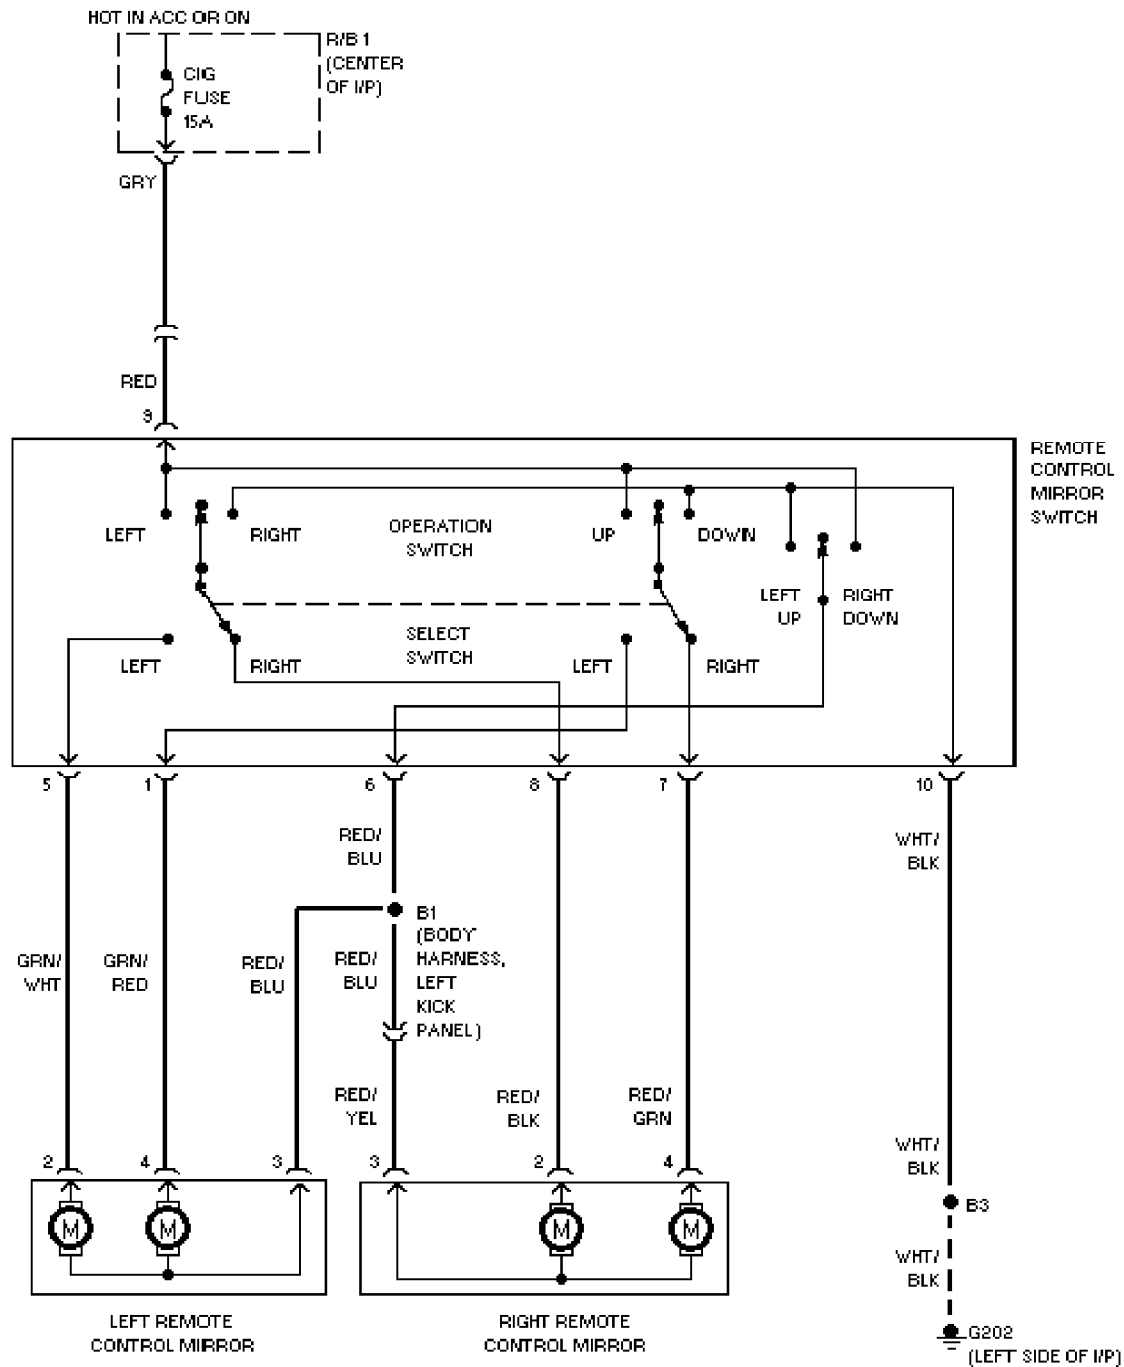 HOT IN ACC OR ON
R/B 1
(CENTER
OF I/P)
CIG
FUSE
15A
GRY
RED
9
REMOTE
CONTROL
MIRROR
SWITCH
LEFT
RIGHT
OPERATION
SWITCH
UP
DOWN
LEFT
UP
RIGHT
DOWN
SELECT
SWITCH
LEFT
RIGHT
LEFT
RIGHT
5
1
6
8
7
10
RED/
BLU
WHT/
BLK
B1
(BODY
HARNESS,
LEFT
KICK
PANEL)
GRN/
WHT
GRN/
RED
RED/
BLU
RED/
BLU
RED/
YEL
RED/
BLK
RED/
GRN
WHT/
BLK
2
4
3
3
2
4
B3
M
M
M
M
WHT/
BLK
LEFT REMOTE
CONTROL MIRROR
RIGHT REMOTE
CONTROL MIRROR
G202
(LEFT SIDE OF I/P)